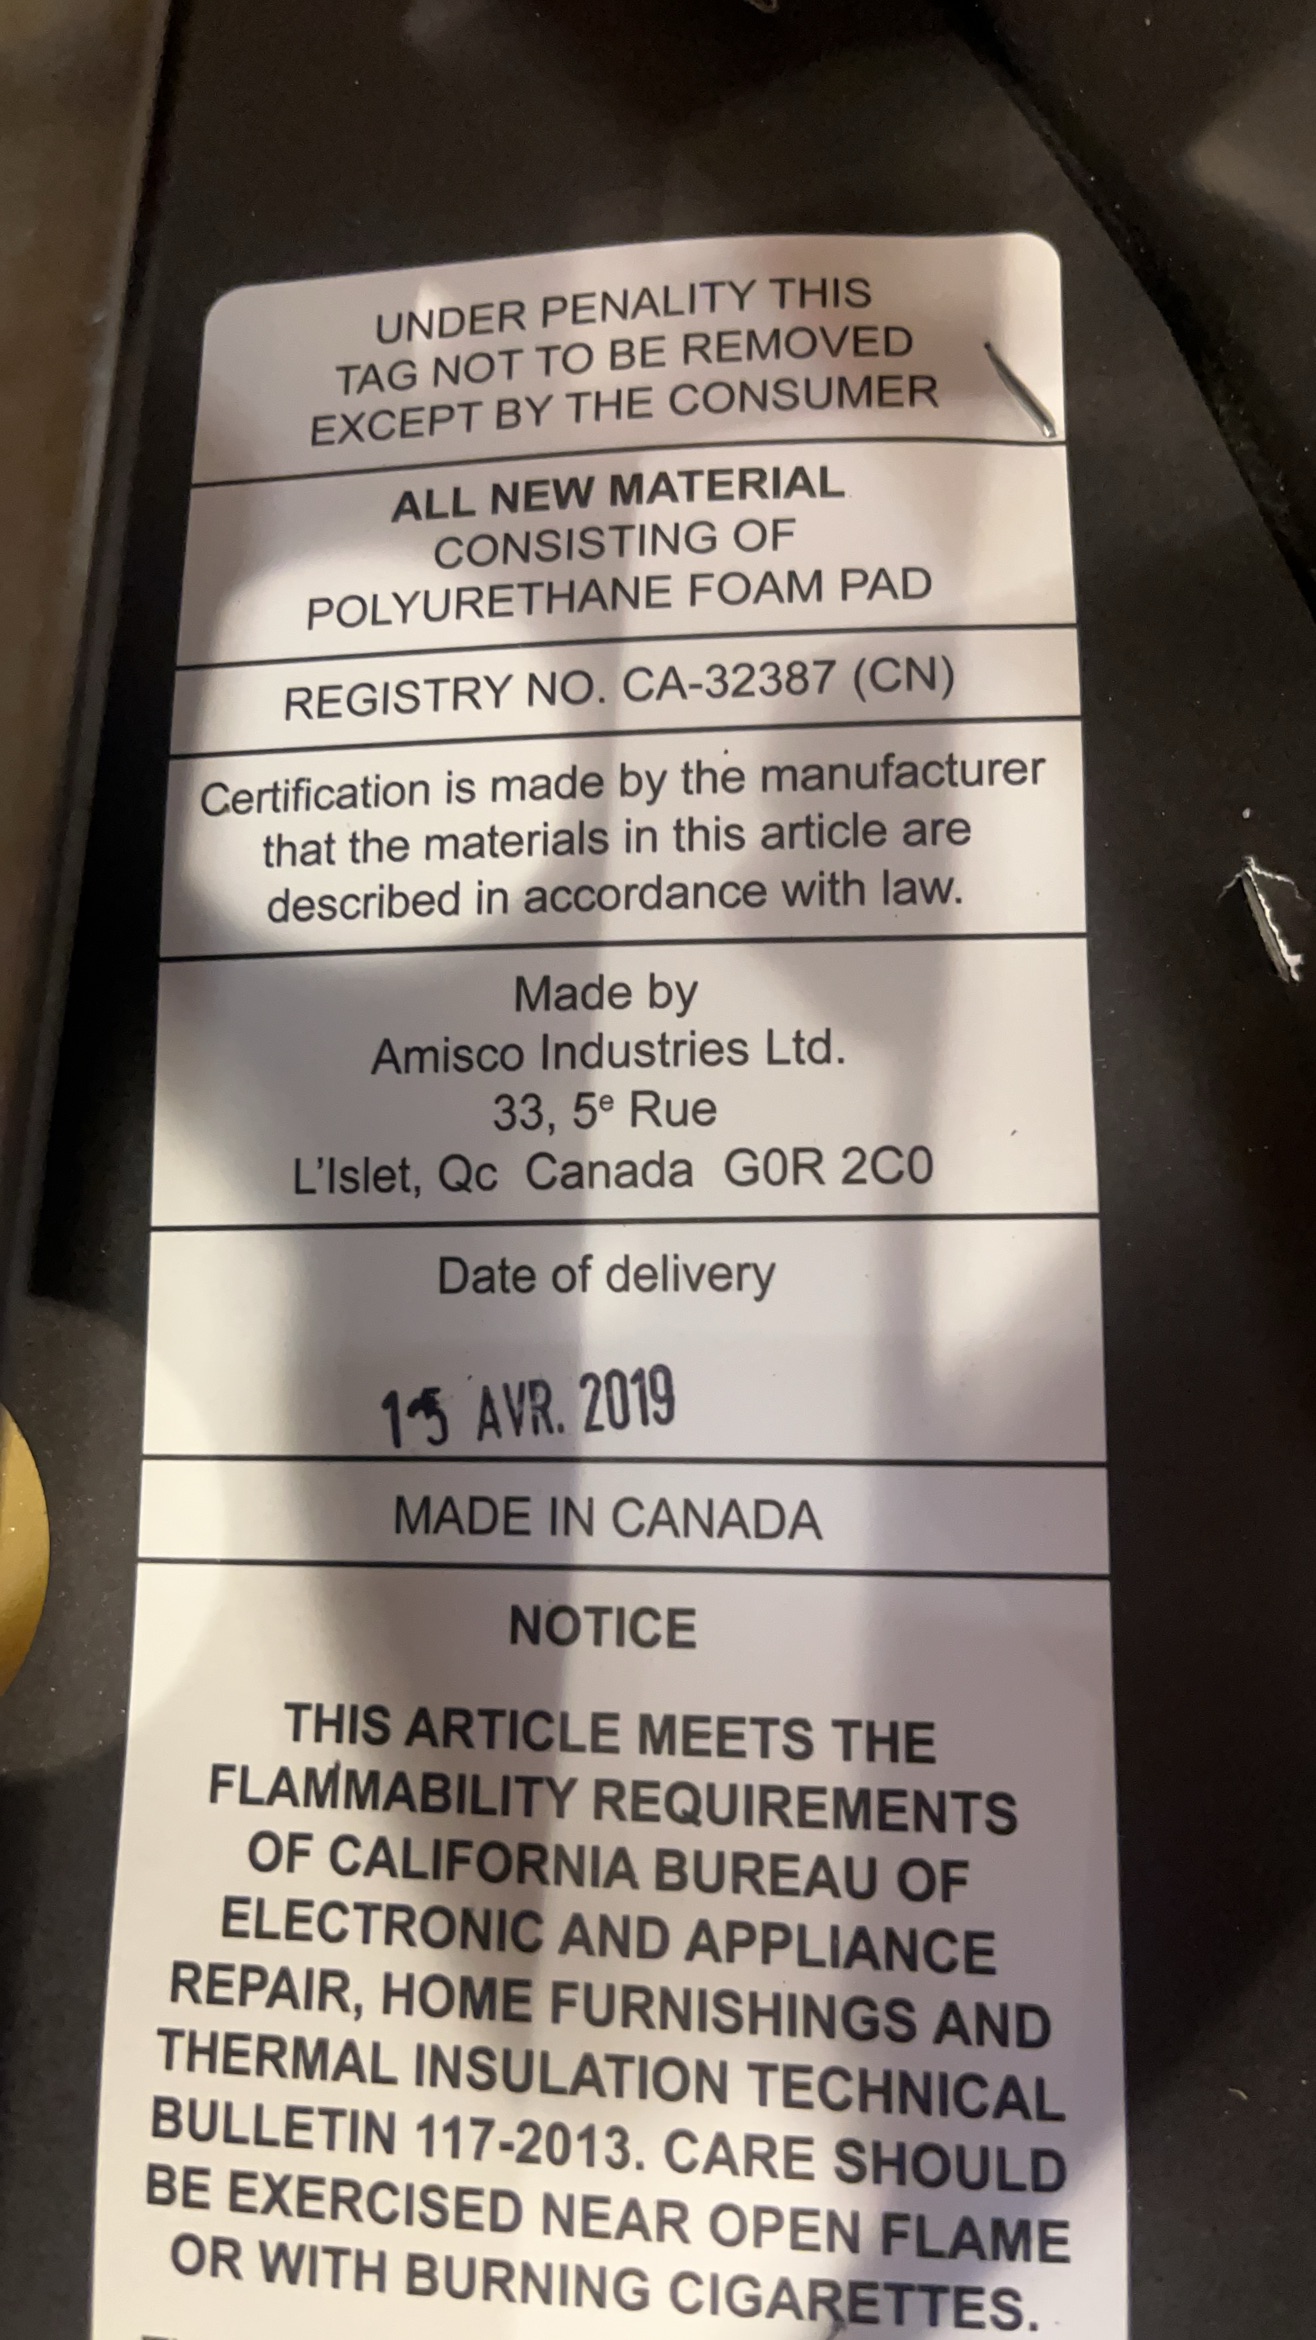 UNDER PENALITY THIS
TAG NOT TO BE REMOVED
EXCEPT BY THE CONSUMER
ALL NEW MATERIAL
CONSISTING OF
POLYURETHANE FOAM PAD
REGISTRY NO. CA-32387 (CN)
Certification is made by the manufacturer
that the materials in this article are
described in accordance with law.
Made by
Amisco Industries Ltd.
33, 5e Rue
L'Islet, Qc Canada G0R 2C0
Date of delivery
15 AVR. 2019
MADE IN CANADA
NOTICE
THIS ARTICLE MEETS THE
FLAMMABILITY REQUIREMENTS
OF CALIFORNIA BUREAU OF
ELECTRONIC AND APPLIANCE
REPAIR, HOME FURNISHINGS AND
THERMAL INSULATION TECHNICAL
BULLETIN 117-2013. CARE SHOULD
BE EXERCISED NEAR OPEN FLAME
OR WITH BURNING CIGARETTES.